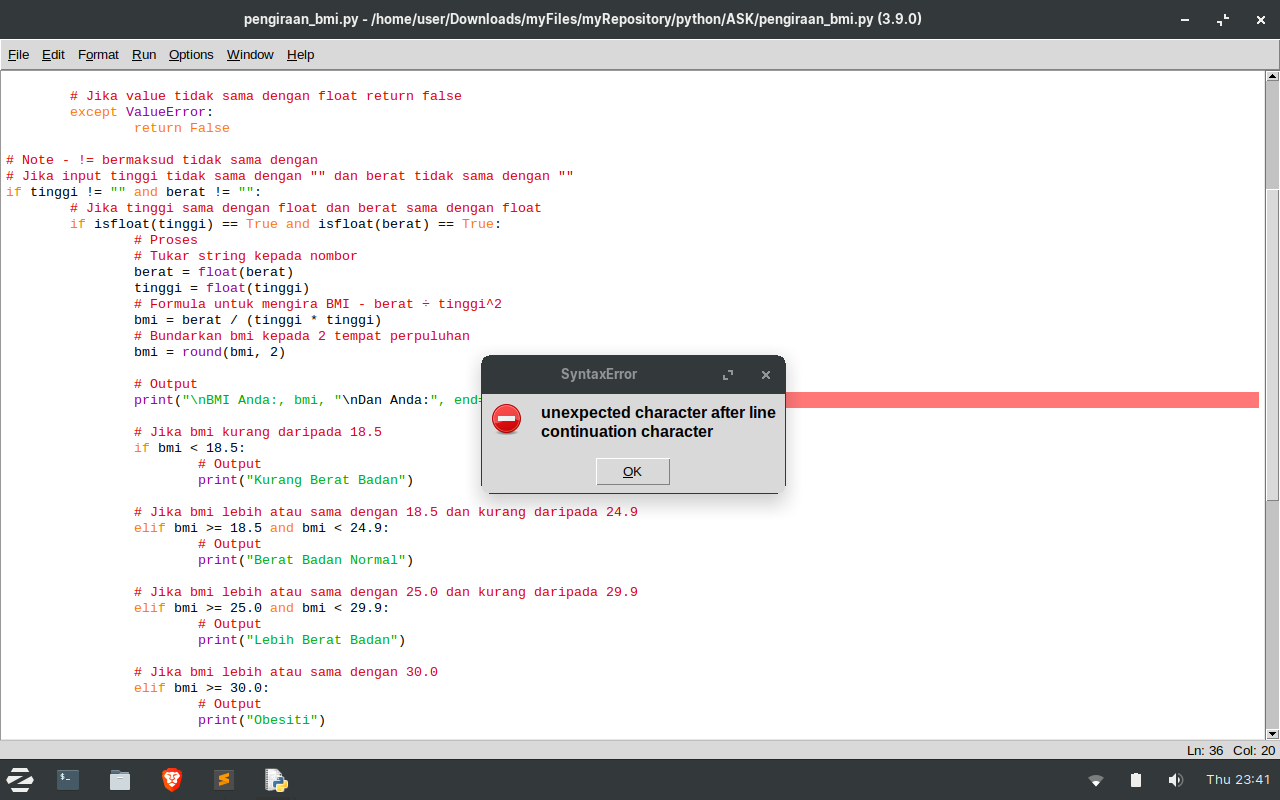 pengiraan_bmi.py - /home/user/Downloads/myFiles/myRepository/python/ASK/pengiraan_bmi.py (3.9.0)
File Edit Format Run Options Window Help
# Jika value tidak sama dengan float return false
except ValueError:
return False
# Note - != bermaksud tidak sama dengan
# Jika input tinggi tidak sama dengan "" dan berat tidak sama dengan ""
if tinggi != "" and berat != "":
# Jika tinggi sama dengan float dan berat sama dengan float
if isfloat(tinggi) == True and isfloat(berat) == True:
# Proses
# Tukar string kepada nombor
berat = float(berat)
tinggi = float(tinggi)
# Formula untuk mengira BMI - berat ÷ tinggi^2
bmi = berat / (tinggi * tinggi)
# Bundarkan bmi kepada 2 tempat perpuluhan
bmi = round(bmi, 2)
# Output
print("\nBMI Anda:, bmi, "\nDan Anda:", end=
# Jika bmi kurang daripada 18.5
if bmi < 18.5:
# Output
print("Kurang Berat Badan")
# Jika bmi lebih atau sama dengan 18.5 dan kurang daripada 24.9
elif bmi >= 18.5 and bmi < 24.9:
# Output
print("Berat Badan Normal")
# Jika bmi lebih atau sama dengan 25.0 dan kurang daripada 29.9
elif bmi >= 25.0 and bmi < 29.9:
# Output
print("Lebih Berat Badan")
# Jika bmi lebih atau sama dengan 30.0
elif bmi >= 30.0:
# Output
print("Obesiti")
SyntaxError
unexpected character after line
continuation character
OK
Ln: 36 Col: 20
Thu 23:41